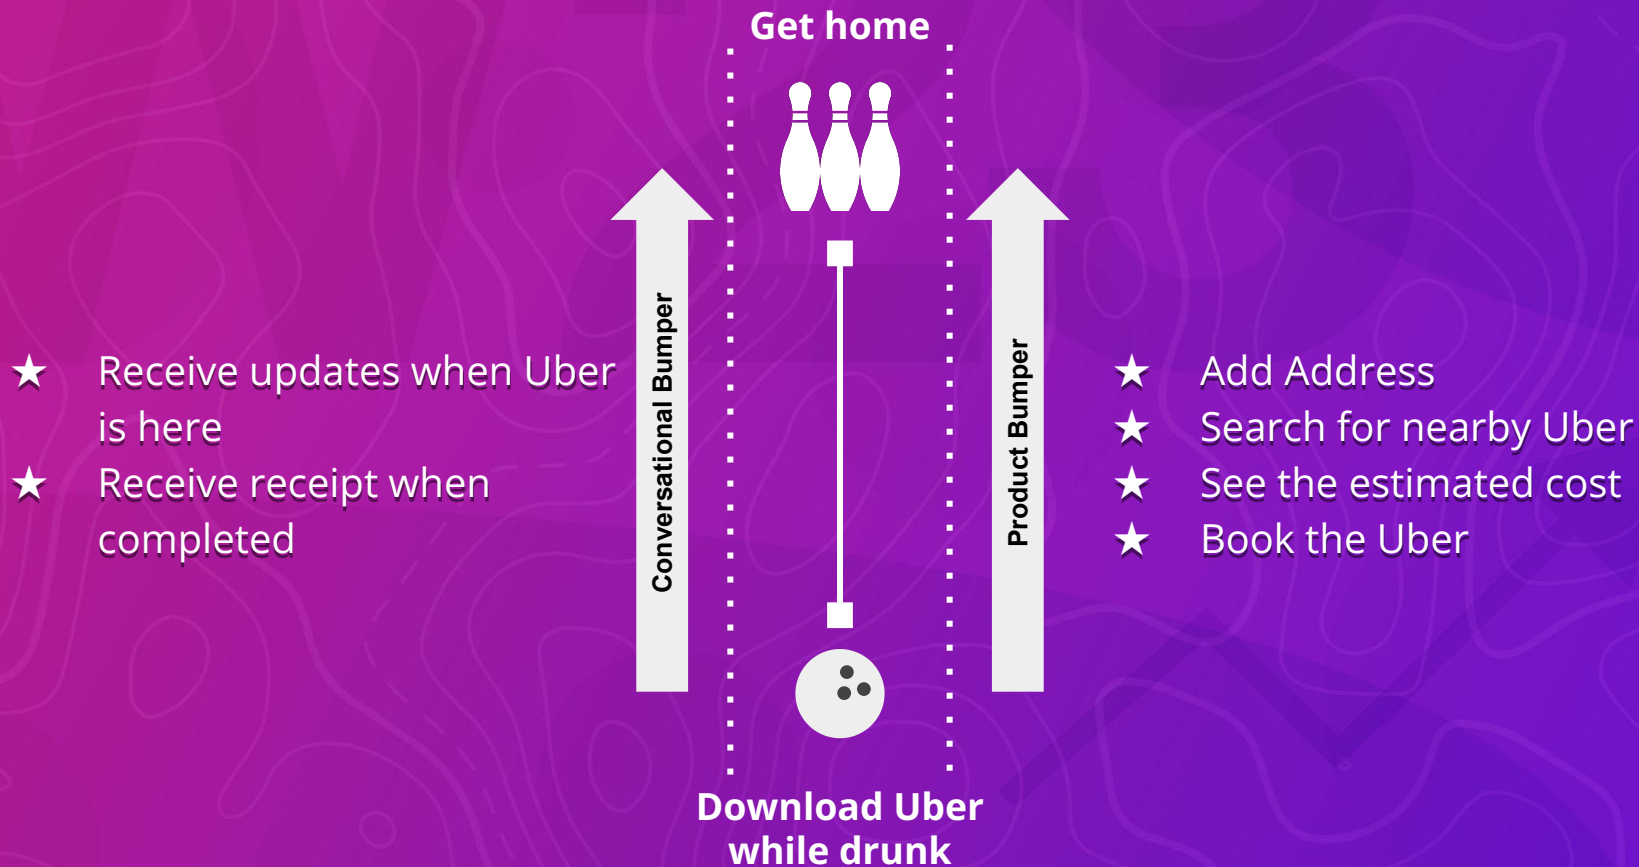 Get home
Conversational Bumper
Product Bumper
★ Receive updates when Uber
is here
★ Receive receipt when
completed
★ Add Address
★ Search for nearby Uber
★ See the estimated cost
★ Book the Uber
Download Uber
while drunk